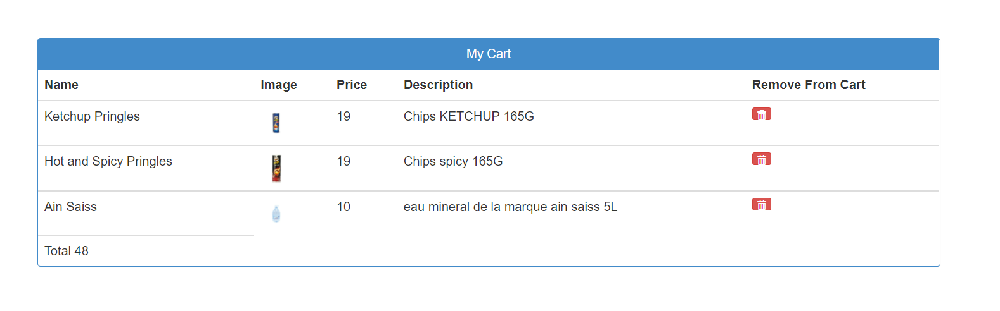 My Cart
Name Image Price Description Remove From Cart
Ketchup Pringles 19 Chips KETCHUP 165G
Hot and Spicy Pringles 19 Chips spicy 165G
Ain Saiss 10 eau mineral de la marque ain saiss 5L
Total 48